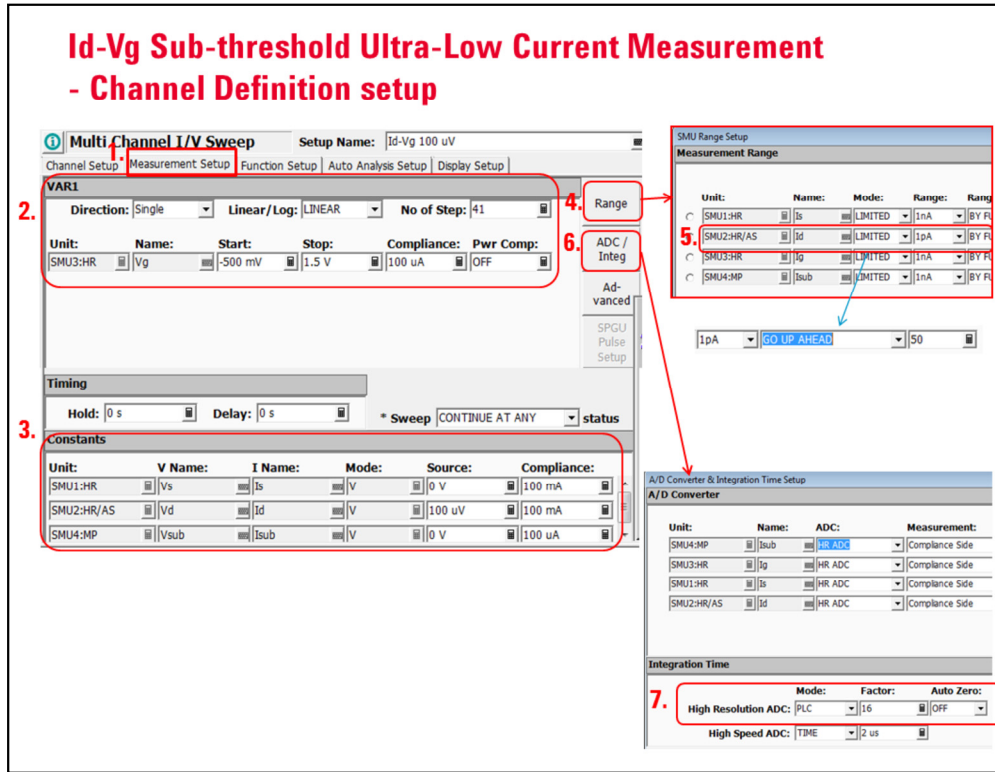 Id-Vg Sub-threshold Ultra-Low Current Measurement
- Channel Definition setup
Multi Channel I/V Sweep Setup Name: Id-Vg 100 uV
1.
Channel Setup Measurement Setup Function Setup Auto Analysis Setup Display Setup
VAR1
2.
Direction: Single Linear/Log: LINEAR No of Step: 41
Unit: Name: Start: Stop: Compliance: Pwr Comp:
SMU3:HR Vg -500 mV 1.5 V 100 uA OFF
4. Range
6. ADC / Integ
Ad-vanced
SPGU
Pulse
Setup
Timing
Hold: 0 s Delay: 0 s * Sweep CONTINUE AT ANY status
3.
Constants
Unit: V Name: I Name: Mode: Source: Compliance:
SMU1:HR Vs Is V 0 V 100 mA
SMU2:HR/AS Vd Id V 100 uV 100 mA
SMU4:MP Vsub Isub V 0 V 100 uA
SMU Range Setup
Measurement Range
Unit: Name: Mode: Range: Rang
SMU1:HR Is LIMITED 1nA BY FU
5. SMU2:HR/AS Id LIMITED 1pA BY FU
SMU3:HR Ig LIMITED 1nA BY FU
SMU4:MP Isub LIMITED 1nA BY FU
1pA GO UP AHEAD 50
A/D Converter & Integration Time Setup
A/D Converter
Unit: Name: ADC: Measurement:
SMU4:MP Isub HR ADC Compliance Side
SMU3:HR Ig HR ADC Compliance Side
SMU1:HR Is HR ADC Compliance Side
SMU2:HR/AS Id HR ADC Compliance Side
Integration Time
7.
Mode: Factor: Auto Zero:
High Resolution ADC: PLC 16 OFF
High Speed ADC: TIME 2 us